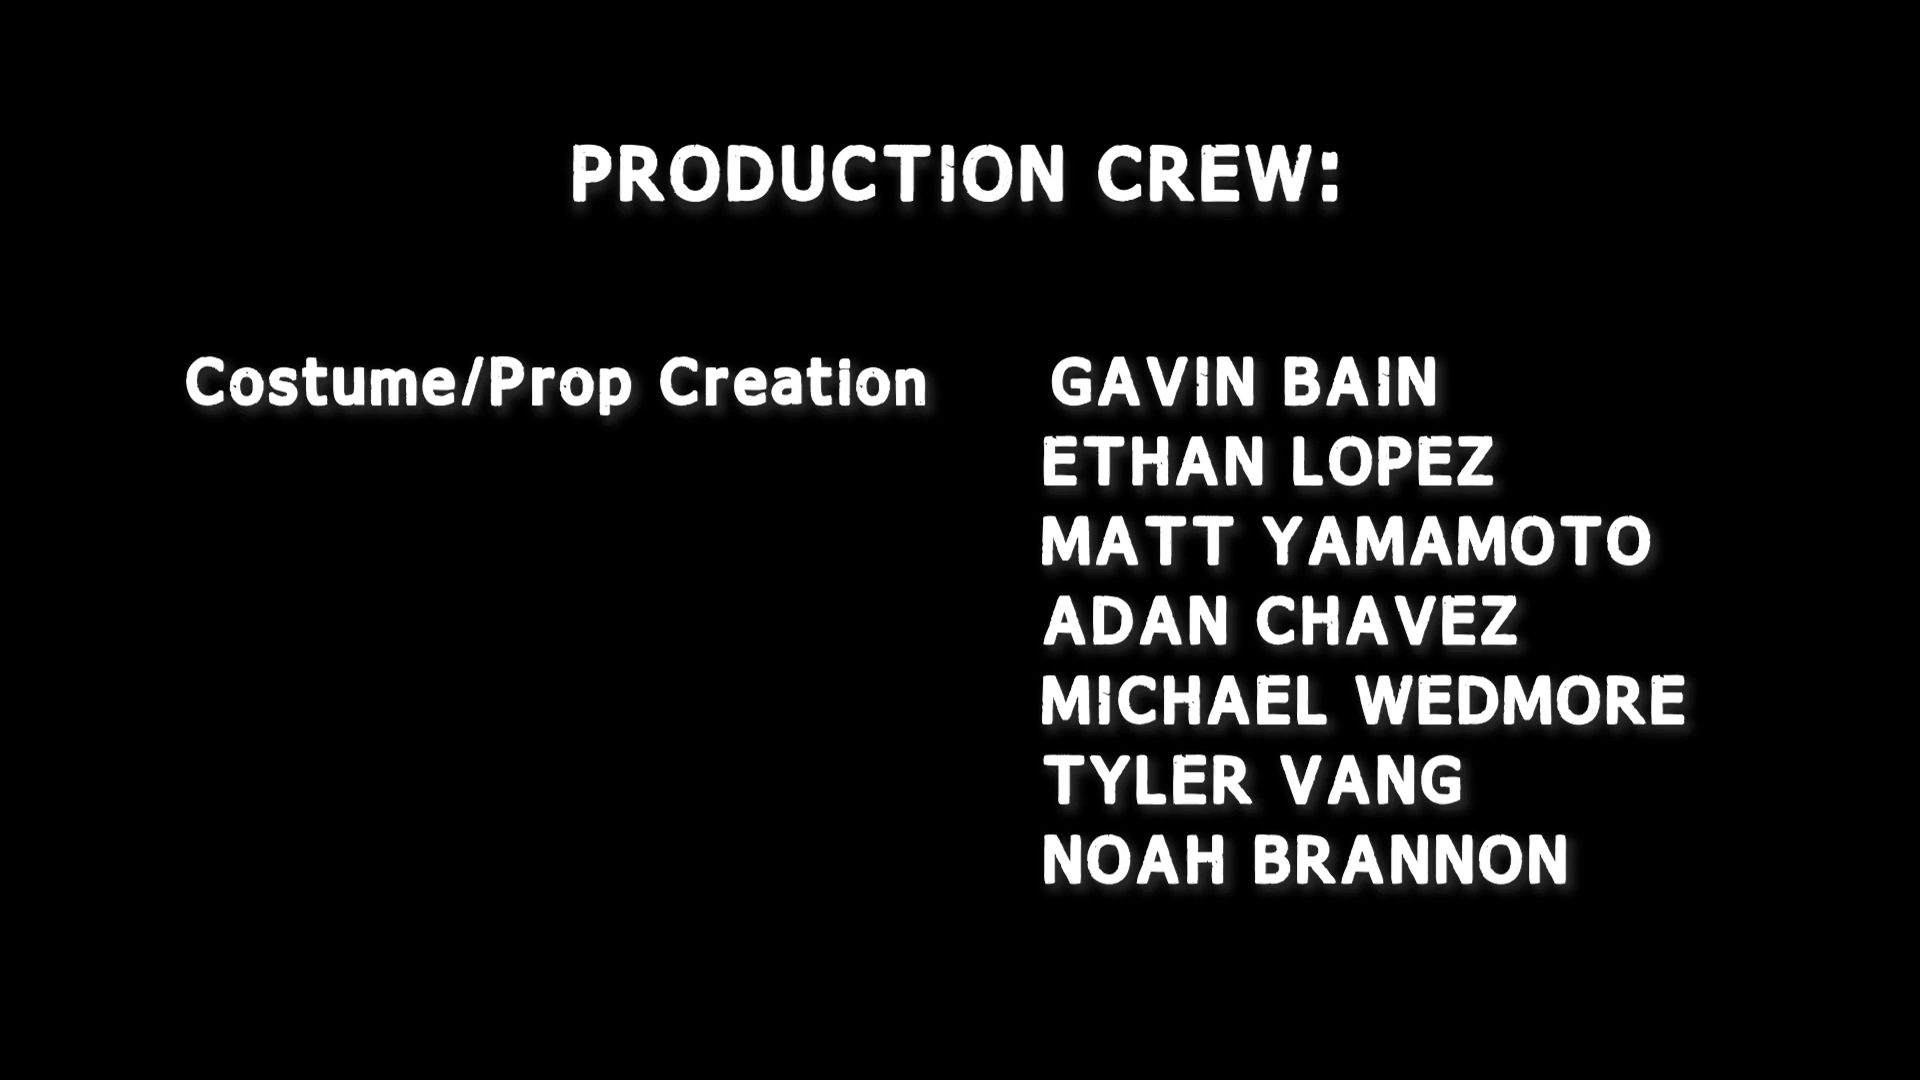 PRODUCTION CREW:
Costume/Prop Creation GAVIN BAIN
ETHAN LOPEZ
MATT YAMAMOTO
ADAN CHAVEZ
MICHAEL WEDMORE
TYLER VANG
NOAH BRANNON